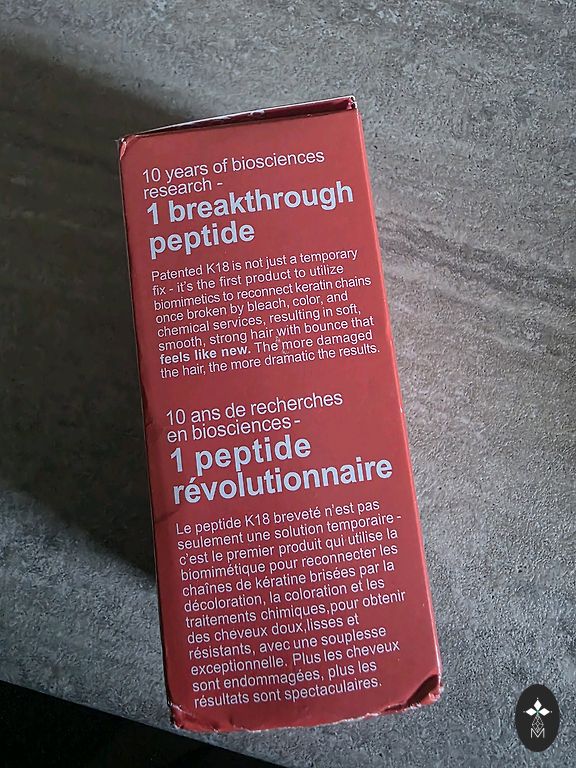 10 years of biosciences
research -
1 breakthrough
peptide
Patented K18 is not just a temporary
fix - it's the first product to utilize
biomimetics to reconnect keratin chains
once broken by bleach, color, and
chemical services, resulting in soft,
smooth, strong hair with bounce that
feels like new. The more damaged
the hair, the more dramatic the results.
10 ans de recherches
en biosciences -
1 peptide
révolutionnaire
Le peptide K18 breveté n'est pas
seulement une solution temporaire -
c'est le premier produit qui utilise la
biomimétique pour reconnecter les
chaînes de kératine brisées par la
décoloration, la coloration et les
traitements chimiques,pour obtenir
des cheveux doux,lisses et
résistants, avec une souplesse
exceptionnelle. Plus les cheveux
sont endommagées, plus les
résultats sont spectaculaires.